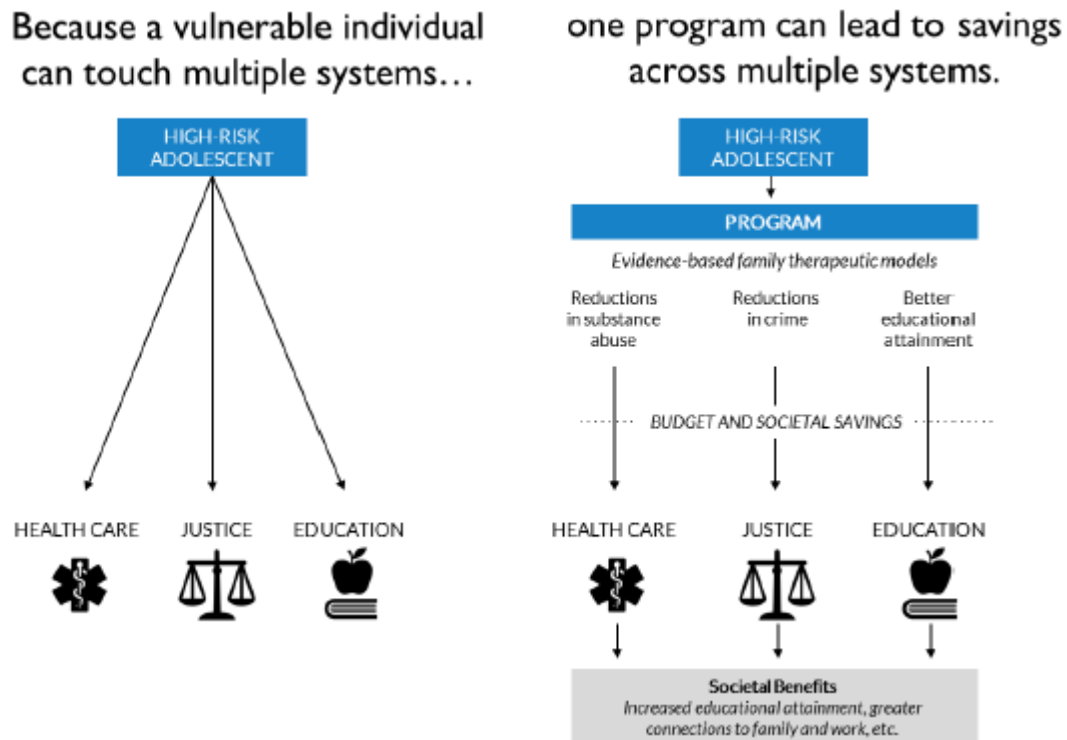 Because a vulnerable individual
can touch multiple systems…
HIGH-RISK
ADOLESCENT
HEALTH CARE
JUSTICE
EDUCATION
one program can lead to savings
across multiple systems.
HIGH-RISK
ADOLESCENT
PROGRAM
Evidence-based family therapeutic models
Reductions
in substance
abuse
Reductions
in crime
Better
educational
attainment
BUDGET AND SOCIETAL SAVINGS
HEALTH CARE
JUSTICE
EDUCATION
Societal Benefits
Increased educational attainment, greater
connections to family and work, etc.